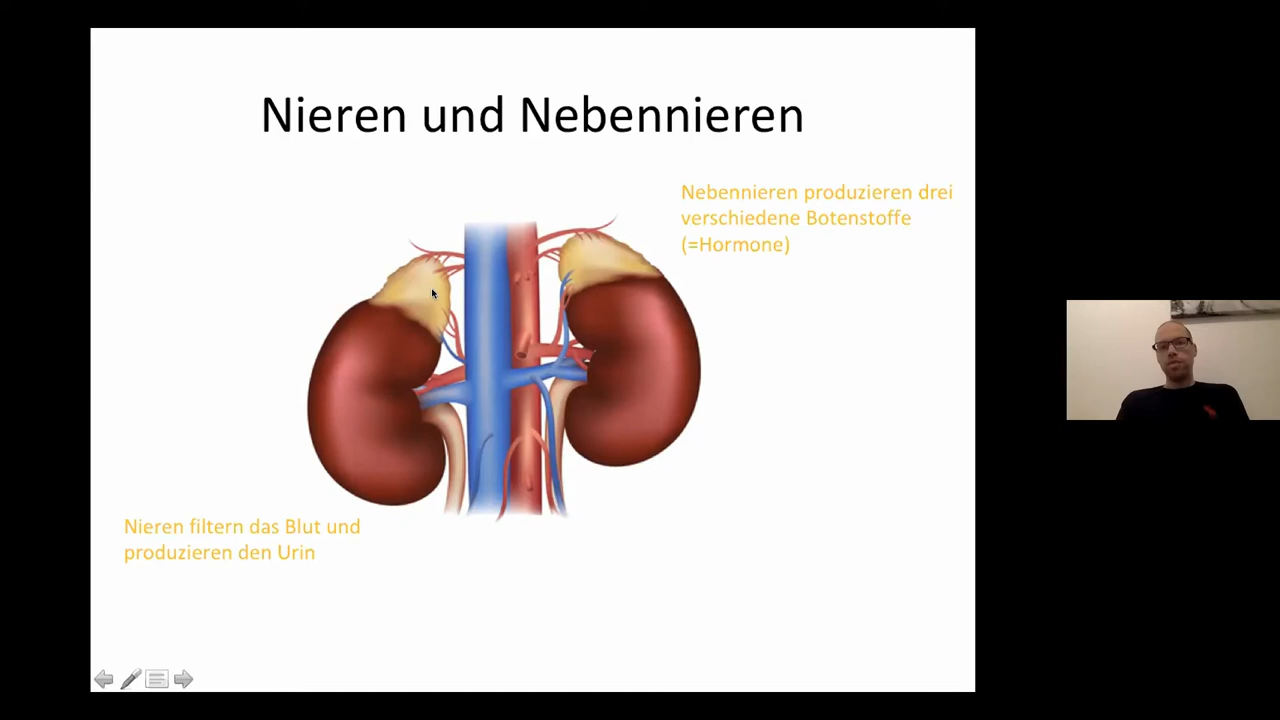 Nieren und Nebennieren
Nebennieren produzieren drei
verschiedene Botenstoffe
(=Hormone)
Nieren filtern das Blut und
produzieren den Urin